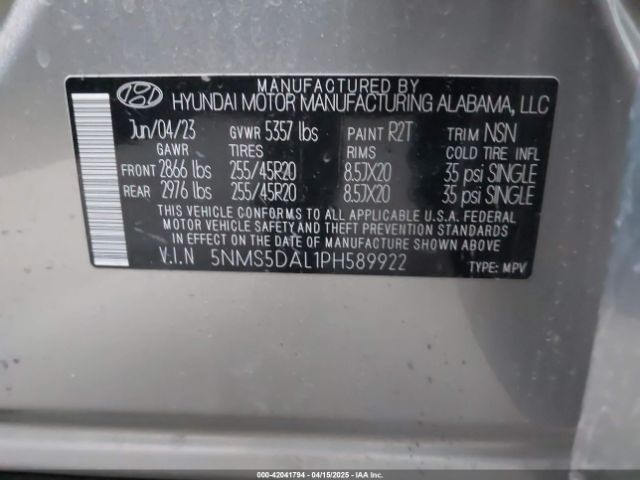 MANUFACTURED BY
HYUNDAI MOTOR MANUFACTURING ALABAMA, LLC
Jun/04/23 GVWR 5357 lbs PAINT R2T TRIM NSN
GAWR TIRES RIMS COLD TIRE INFL
FRONT 2866 lbs 255/45R20 8.5JX20 35 psi SINGLE
REAR 2976 lbs 255/45R20 8.5JX20 35 psi SINGLE
THIS VEHICLE CONFORMS TO ALL APPLICABLE U.S.A. FEDERAL
MOTOR VEHICLE SAFETY AND THEFT PREVENTION STANDARDS
IN EFFECT ON THE DATE OF MANUFACTURE SHOWN ABOVE
V.I.N 5NMS5DAL1PH589922 TYPE: MPV
000-42041794 - 04/15/2025 - IAAI.COM